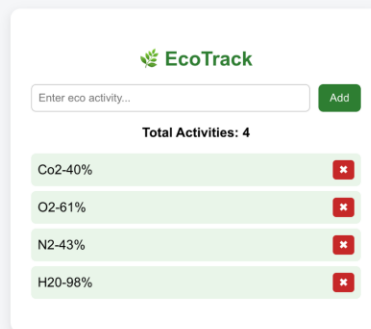 🌿 EcoTrack
Enter eco activity... Add
Total Activities: 4
Co2-40% ✖
O2-61% ✖
N2-43% ✖
H20-98% ✖